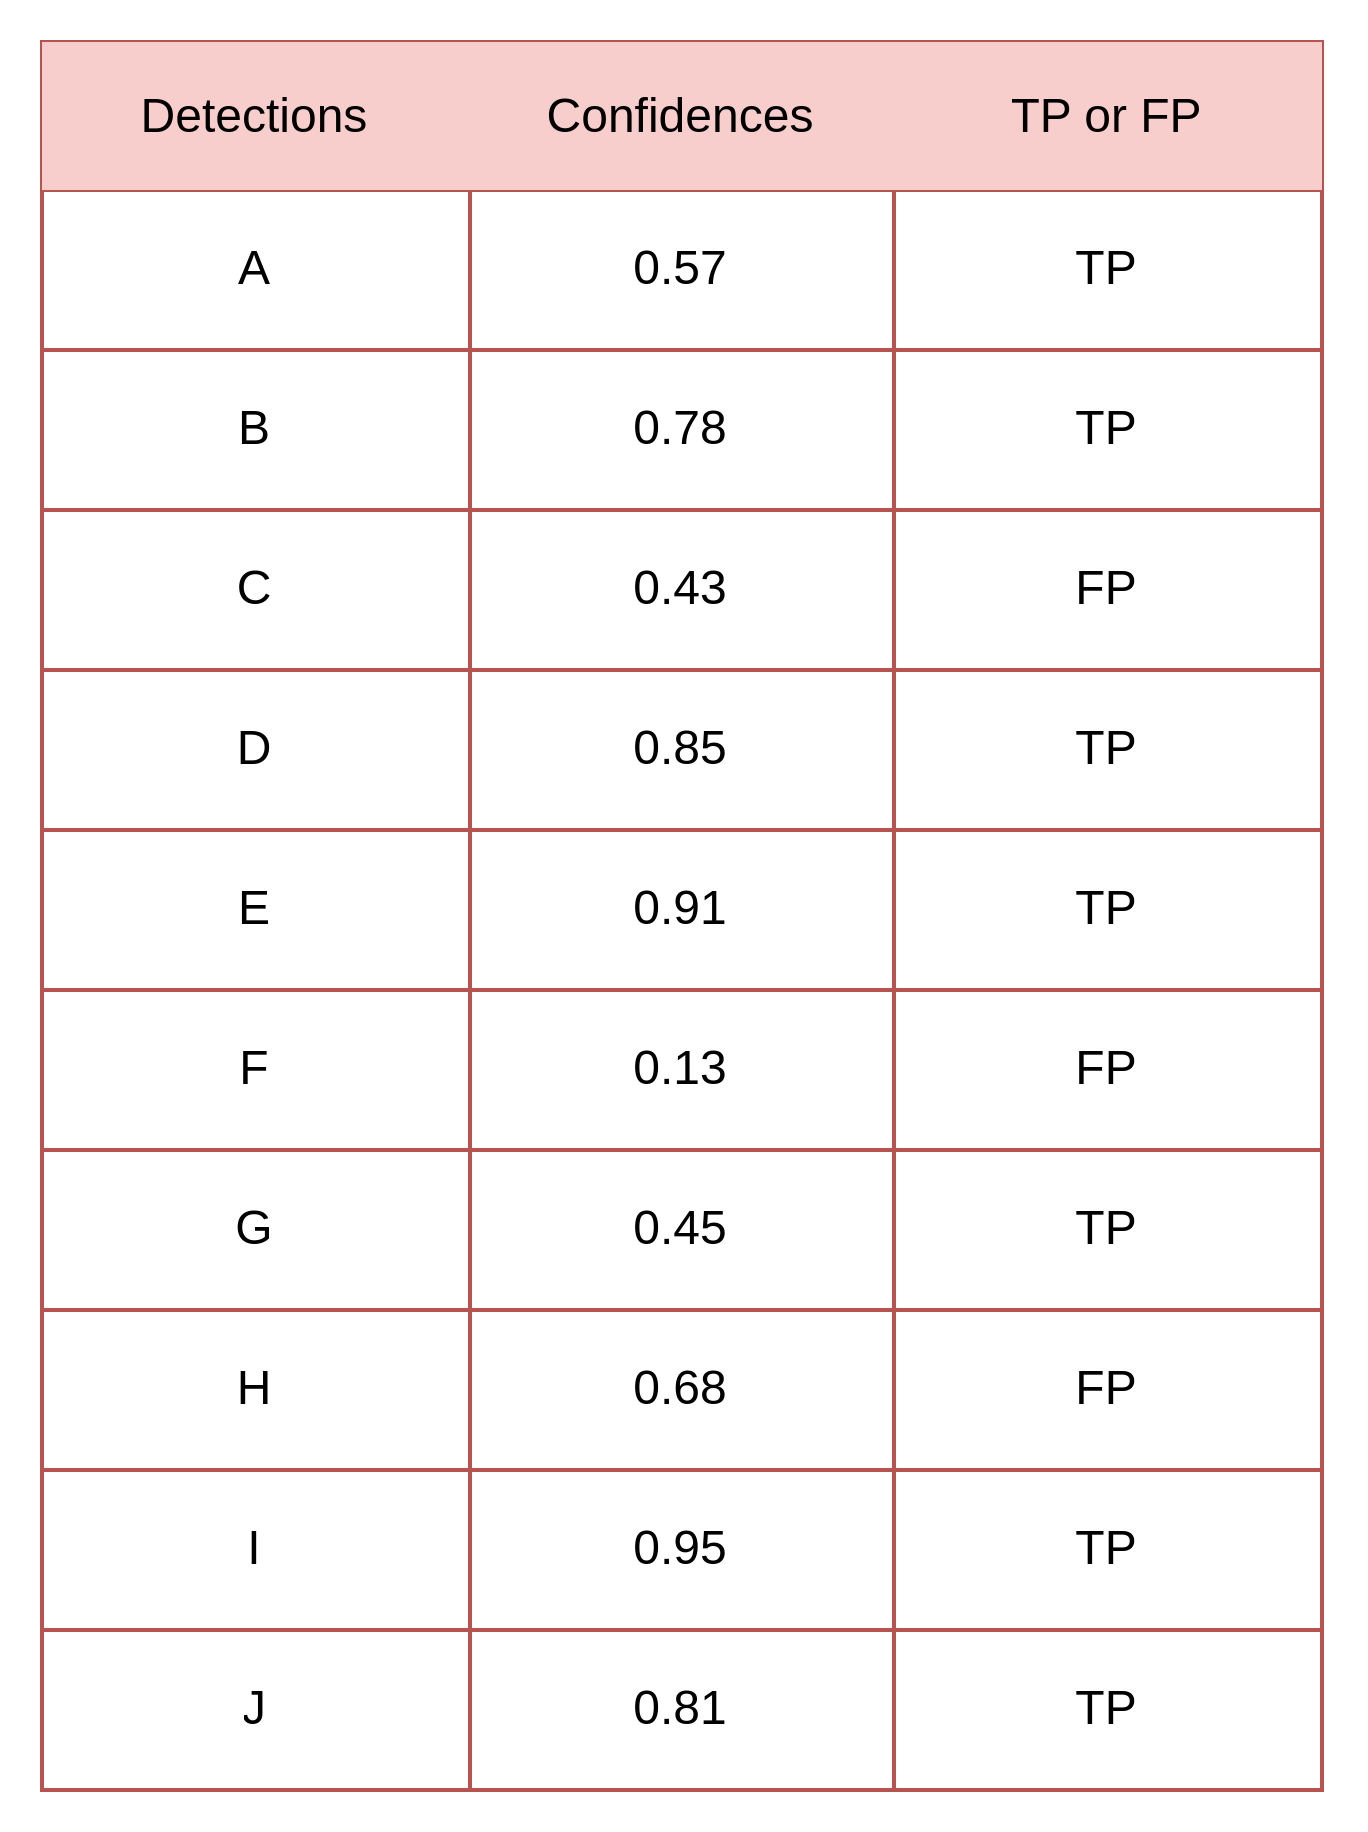 Detections Confidences TP or FP
A 0.57 TP
B 0.78 TP
C 0.43 FP
D 0.85 TP
E 0.91 TP
F 0.13 FP
G 0.45 TP
H 0.68 FP
I 0.95 TP
J 0.81 TP